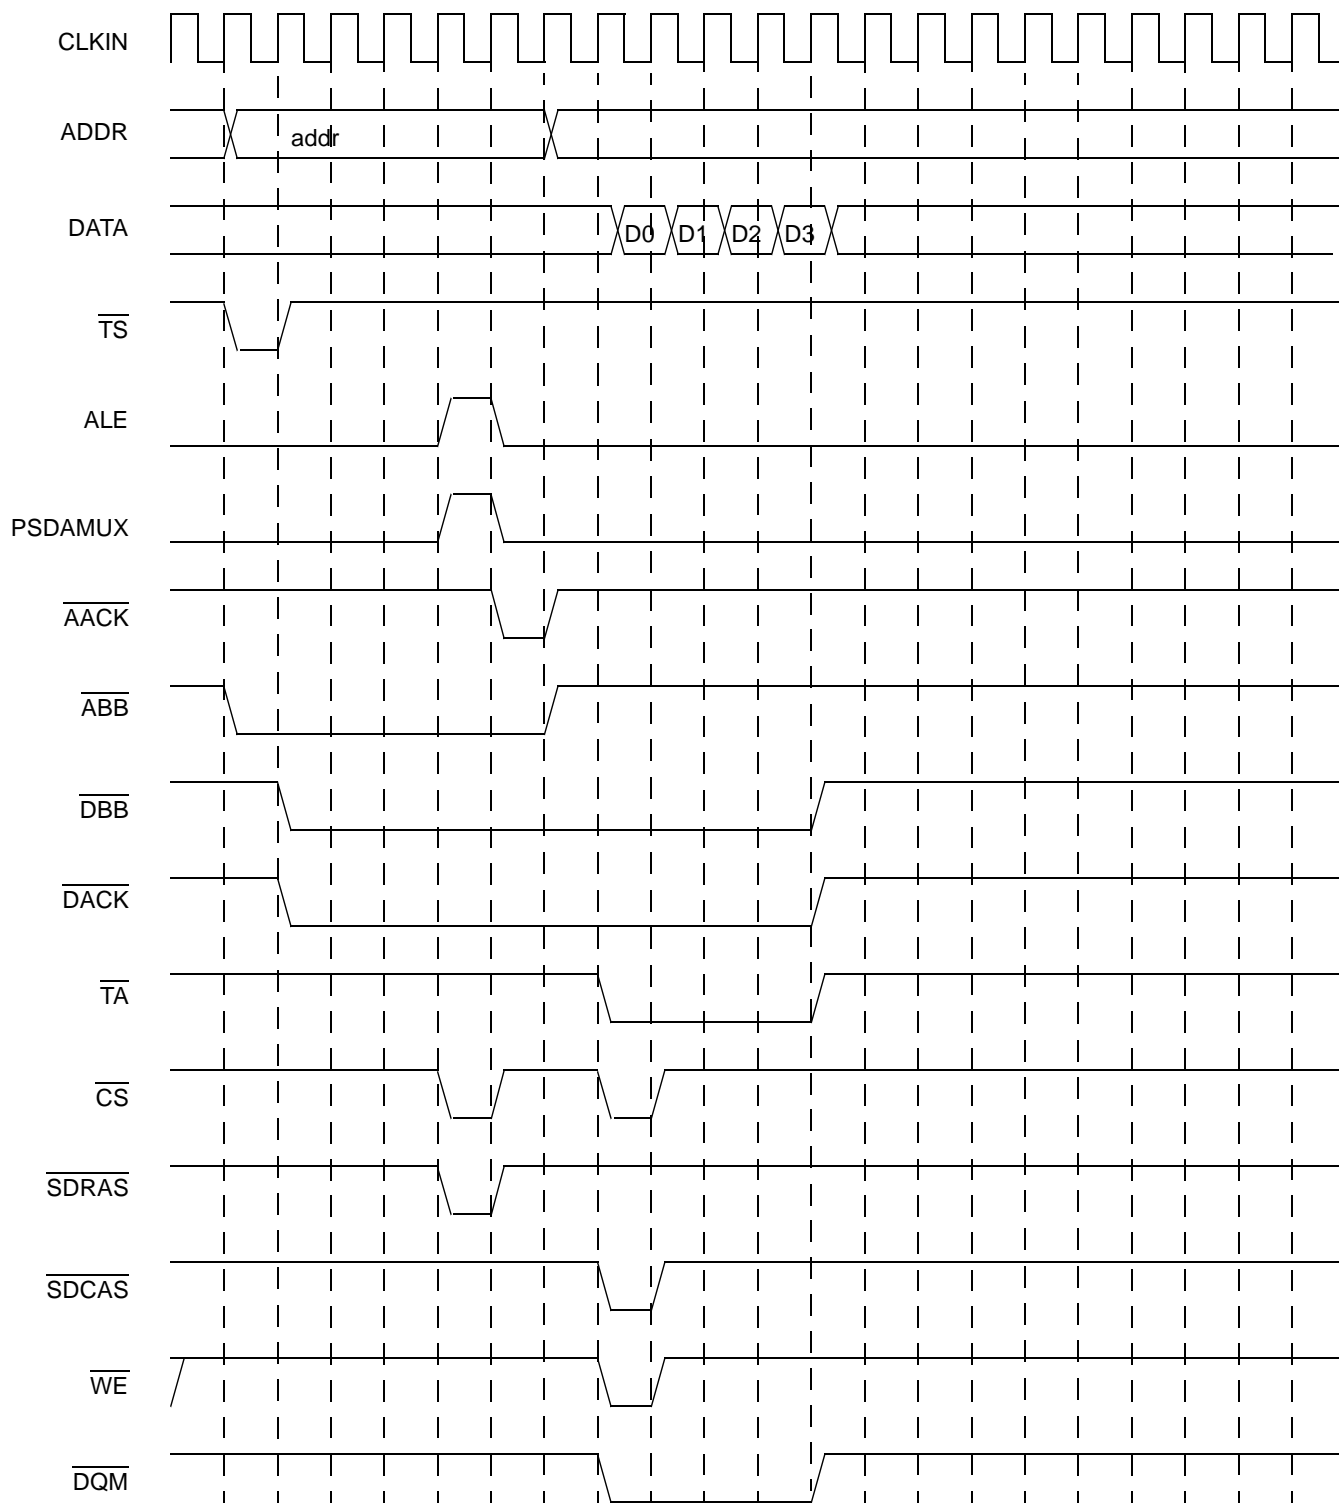 CLKIN
ADDR
addr
DATA
D0 D1 D2 D3
TS
ALE
PSDAMUX
AACK
ABB
DBB
DACK
TA
CS
SDRAS
SDCAS
WE
DQM